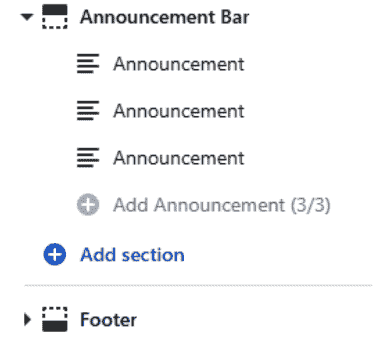 Announcement Bar
Announcement
Announcement
Announcement
Add Announcement (3/3)
Add section
Footer